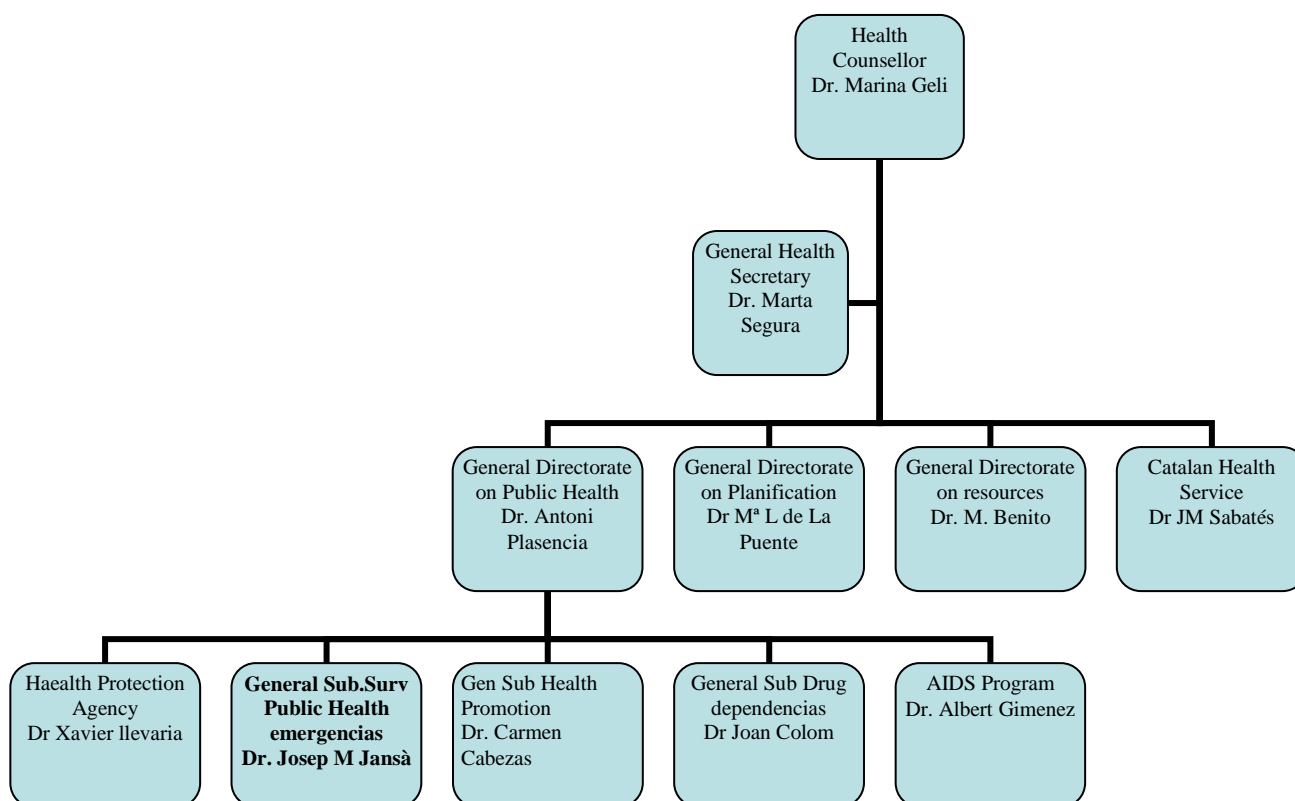 Health
Counsellor
Dr. Marina Geli
General Health
Secretary
Dr. Marta
Segura
General Directorate
on Public Health
Dr. Antoni
Plasencia
General Directorate
on Planification
Dr Mª L de La
Puente
General Directorate
on resources
Dr. M. Benito
Catalan Health
Service
Dr JM Sabatés
Haealth Protection
Agency
Dr Xavier llevaria
General Sub.Surv
Public Health
emergencias
Dr. Josep M Jansà
Gen Sub Health
Promotion
Dr. Carmen
Cabezas
General Sub Drug
dependencias
Dr Joan Colom
AIDS Program
Dr. Albert Gimenez